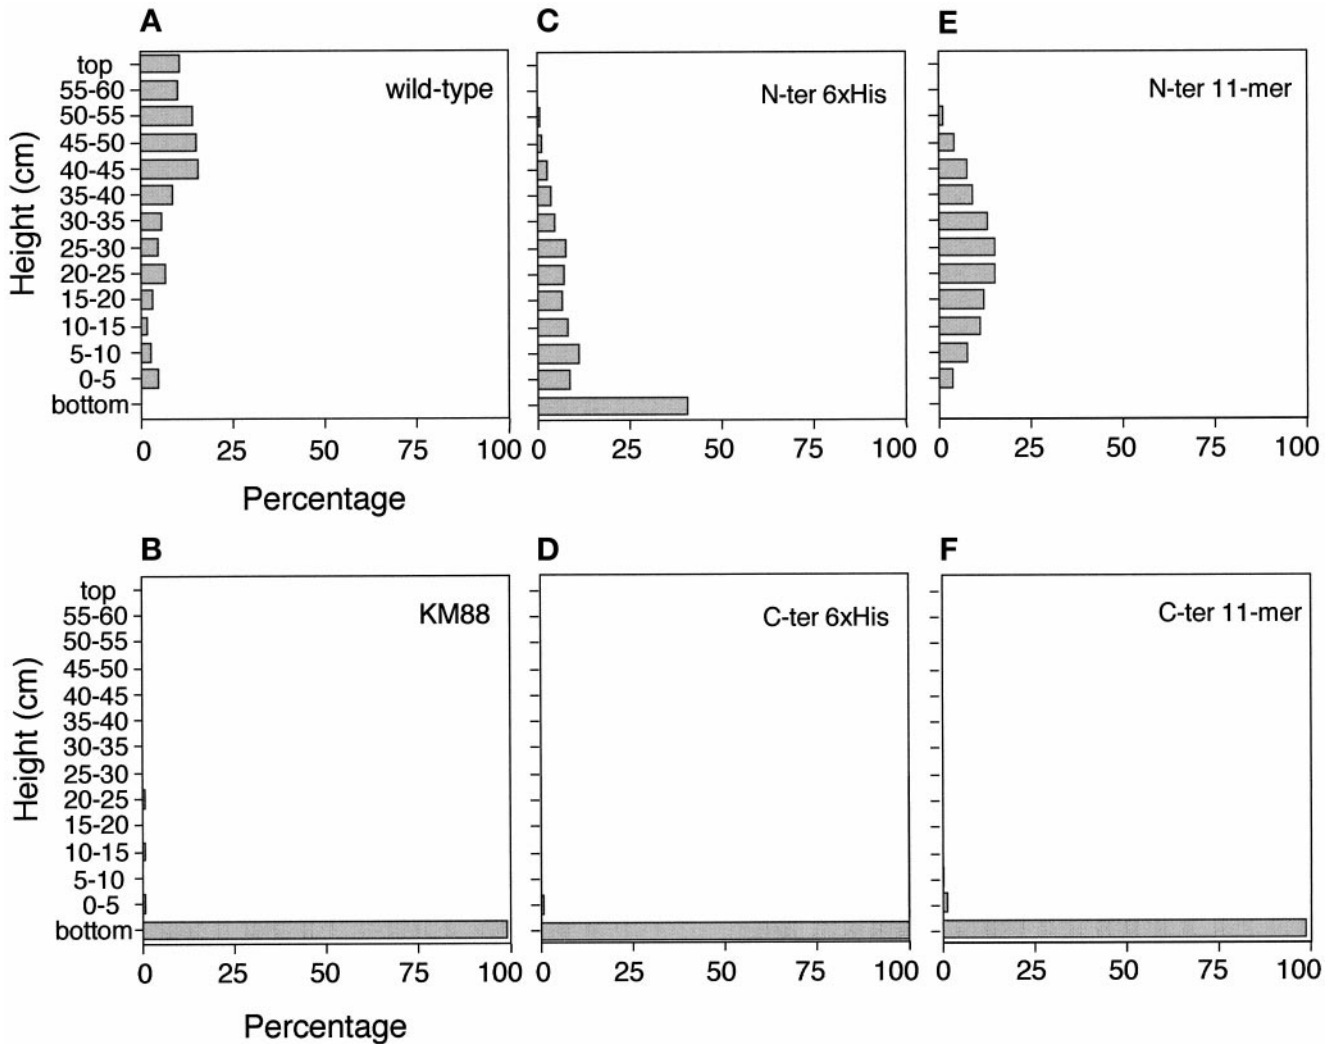 A
C
E
top
55-60
50-55
45-50
40-45
35-40
30-35
25-30
20-25
15-20
10-15
5-10
0-5
bottom
Height (cm)
wild-type
N-ter 6xHis
N-ter 11-mer
0 25 50 75 100
0 25 50 75 100
0 25 50 75 100
Percentage
B
D
F
top
55-60
50-55
45-50
40-45
35-40
30-35
25-30
20-25
15-20
10-15
5-10
0-5
bottom
Height (cm)
KM88
C-ter 6xHis
C-ter 11-mer
0 25 50 75 100
0 25 50 75 100
0 25 50 75 100
Percentage